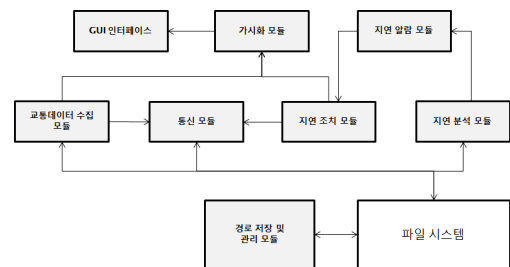 GUI 인터페이스
가시화 모듈
지연 알람 모듈
교통데이터 수집
모듈
통신 모듈
지연 조치 모듈
지연 분석 모듈
경로 저장 및
관리 모듈
파일 시스템